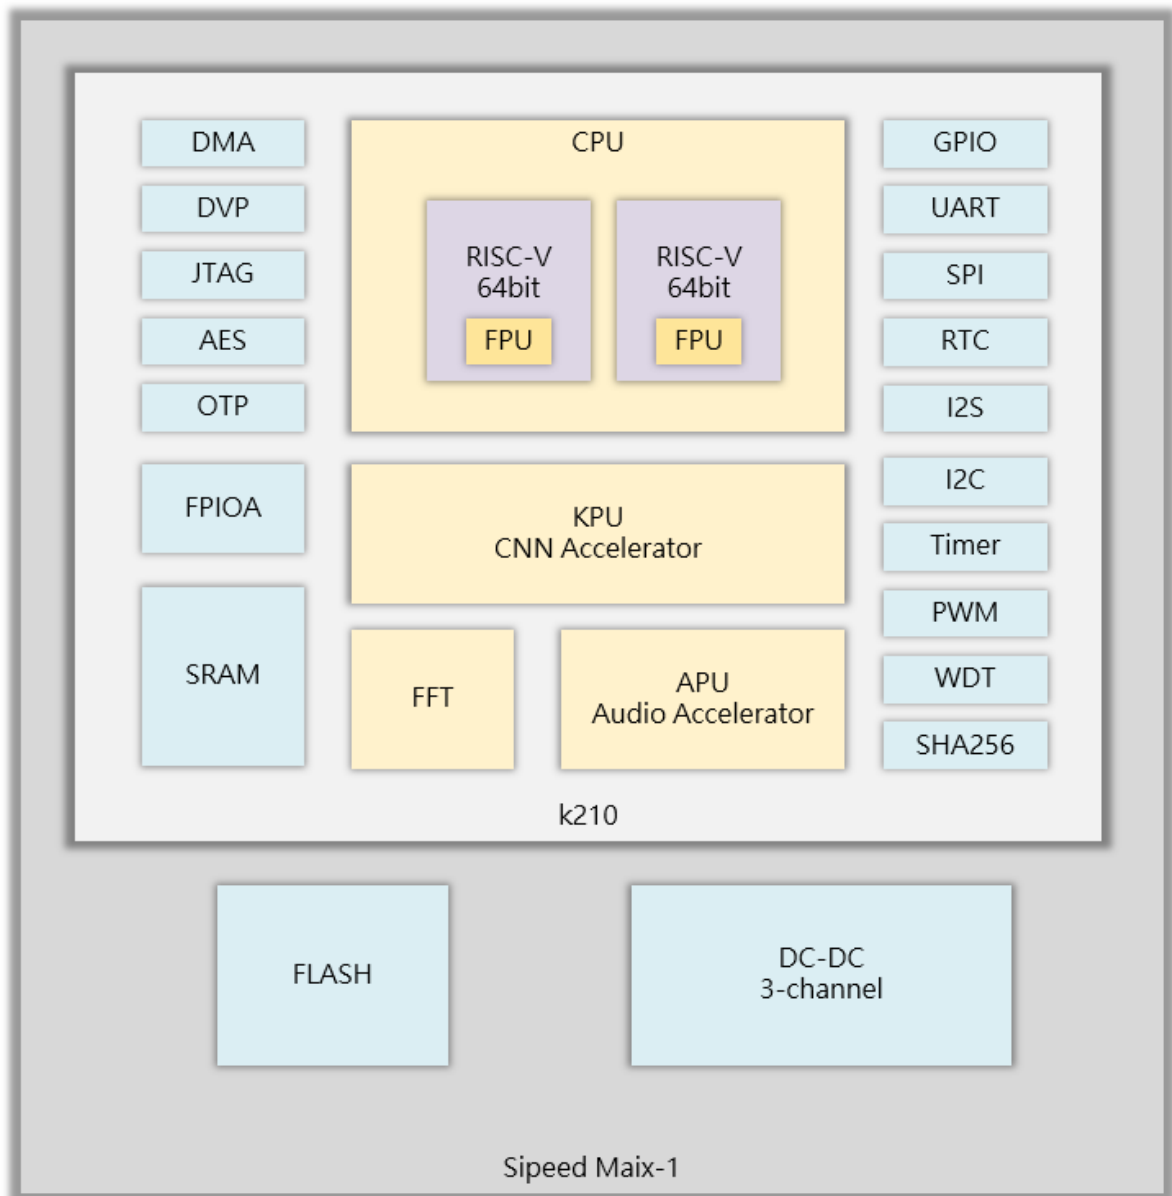 DMA
DVP
JTAG
AES
OTP
FPIOA
SRAM
CPU
RISC-V
64bit
FPU
RISC-V
64bit
FPU
KPU
CNN Accelerator
FFT
APU
Audio Accelerator
GPIO
UART
SPI
RTC
I2S
I2C
Timer
PWM
WDT
SHA256
k210
FLASH
DC-DC
3-channel
Sipeed Maix-1